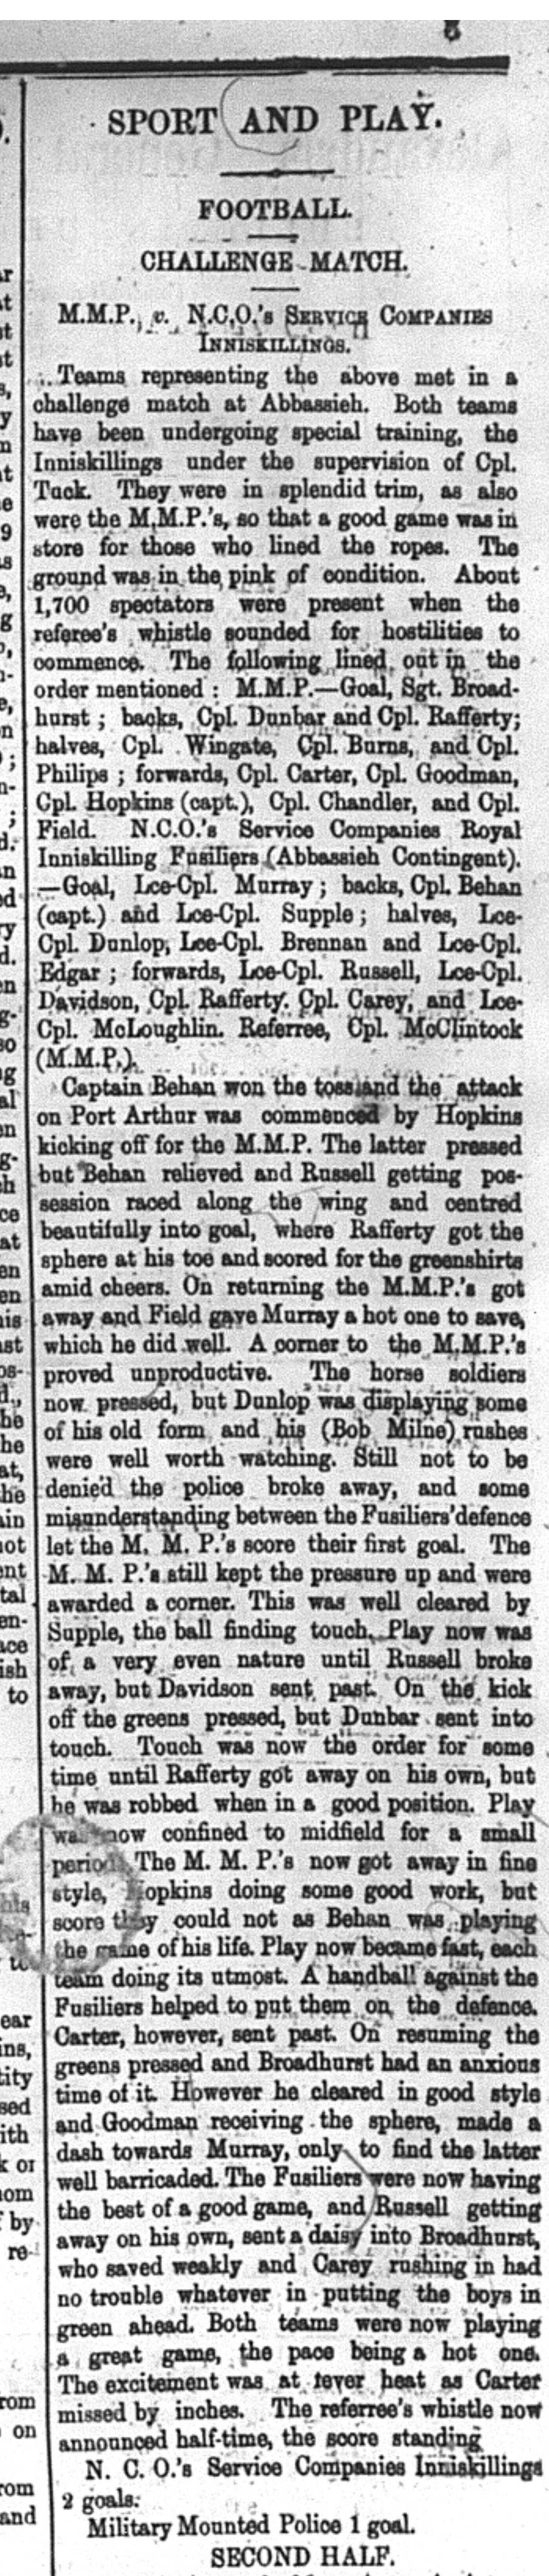 SPORT AND PLAY.
FOOTBALL.
CHALLENGE MATCH.
M.M.P., v. N.C.O.'s SERVICE COMPANIES
INNISKILLINGS.
Teams representing the above met in a
challenge match at Abbassieh. Both teams
have been undergoing special training, the
Inniskillings under the supervision of Cpl.
Tuck. They were in splendid trim, as also
were the M.M.P.'s, so that a good game was in
store for those who lined the ropes. The
ground was in the pink of condition. About
1,700 spectators were present when the
referee's whistle sounded for hostilities to
commence. The following lined out in the
order mentioned : M.M.P.—Goal, Sgt. Broad-
hurst ; backs, Cpl. Dunbar and Cpl. Rafferty;
halves, Cpl. Wingate, Cpl. Burns, and Cpl.
Philips ; forwards, Cpl. Carter, Cpl. Goodman,
Cpl. Hopkins (capt.), Cpl. Chandler, and Cpl.
Field. N.C.O.'s Service Companies Royal
Inniskilling Fusiliers (Abbassieh Contingent).
—Goal, Lce-Cpl. Murray ; backs, Cpl. Behan
(capt.) and Lce-Cpl. Supple ; halves, Lce-
Cpl. Dunlop, Lce-Cpl. Brennan and Lce-Cpl.
Edgar ; forwards, Lce-Cpl. Russell, Lce-Cpl.
Davidson, Cpl. Rafferty. Cpl. Carey, and Lce-
Cpl. McLoughlin. Referree, Cpl. McClintock
(M.M.P.)
Captain Behan won the toss and the attack
on Port Arthur was commenced by Hopkins
kicking off for the M.M.P. The latter pressed
but Behan relieved and Russell getting pos-
session raced along the wing and centred
beautifully into goal, where Rafferty got the
sphere at his toe and scored for the greenshirts
amid cheers. On returning the M.M.P.'s got
away and Field gave Murray a hot one to save,
which he did well. A corner to the M.M.P.'s
proved unproductive. The horse soldiers
now pressed, but Dunlop was displaying some
of his old form and his (Bob Milne) rushes
were well worth watching. Still not to be
denied the police broke away, and some
misunderstanding between the Fusiliers' defence
let the M. M. P.'s score their first goal. The
M. M. P.'s still kept the pressure up and were
awarded a corner. This was well cleared by
Supple, the ball finding touch. Play now was
of a very even nature until Russell broke
away, but Davidson sent past. On the kick
off the greens pressed, but Dunbar sent into
touch. Touch was now the order for some
time until Rafferty got away on his own, but
he was robbed when in a good position. Play
was now confined to midfield for a small
period. The M. M. P.'s now got away in fine
style, Hopkins doing some good work, but
score they could not as Behan was playing
the game of his life. Play now became fast, each
team doing its utmost. A handball against the
Fusiliers helped to put them on the defence.
Carter, however, sent past. On resuming the
greens pressed and Broadhurst had an anxious
time of it. However he cleared in good style
and Goodman receiving the sphere, made a
dash towards Murray, only to find the latter
well barricaded. The Fusiliers were now having
the best of a good game, and Russell getting
away on his own, sent a daisy into Broadhurst,
who saved weakly and Carey rushing in had
no trouble whatever in putting the boys in
green ahead. Both teams were now playing
a great game, the pace being a hot one.
The excitement was at fever heat as Carter
missed by inches. The referree's whistle now
announced half-time, the score standing
N. C. O.'s Service Companies Inniskillings
2 goals.
Military Mounted Police 1 goal.
SECOND HALF.